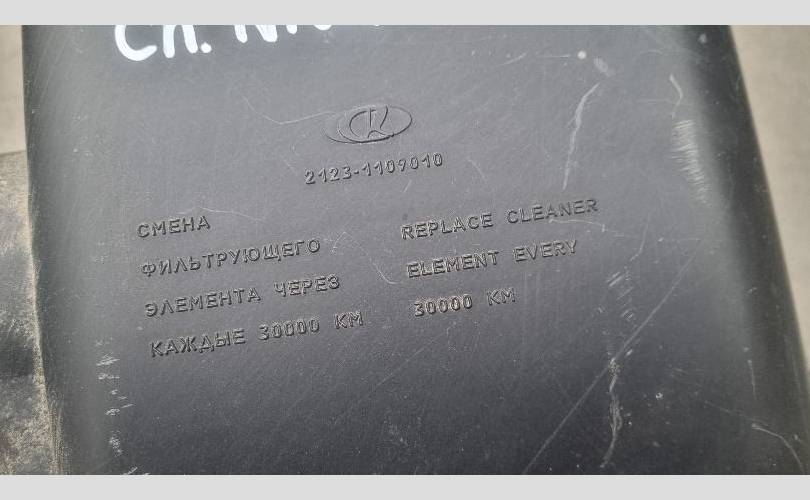 2123-1109010
СМЕНА
ФИЛЬТРУЮЩЕГО
ЭЛЕМЕНТА ЧЕРЕЗ
КАЖДЫЕ 30000 КМ
REPLACE CLEANER
ELEMENT EVERY
30000 KM